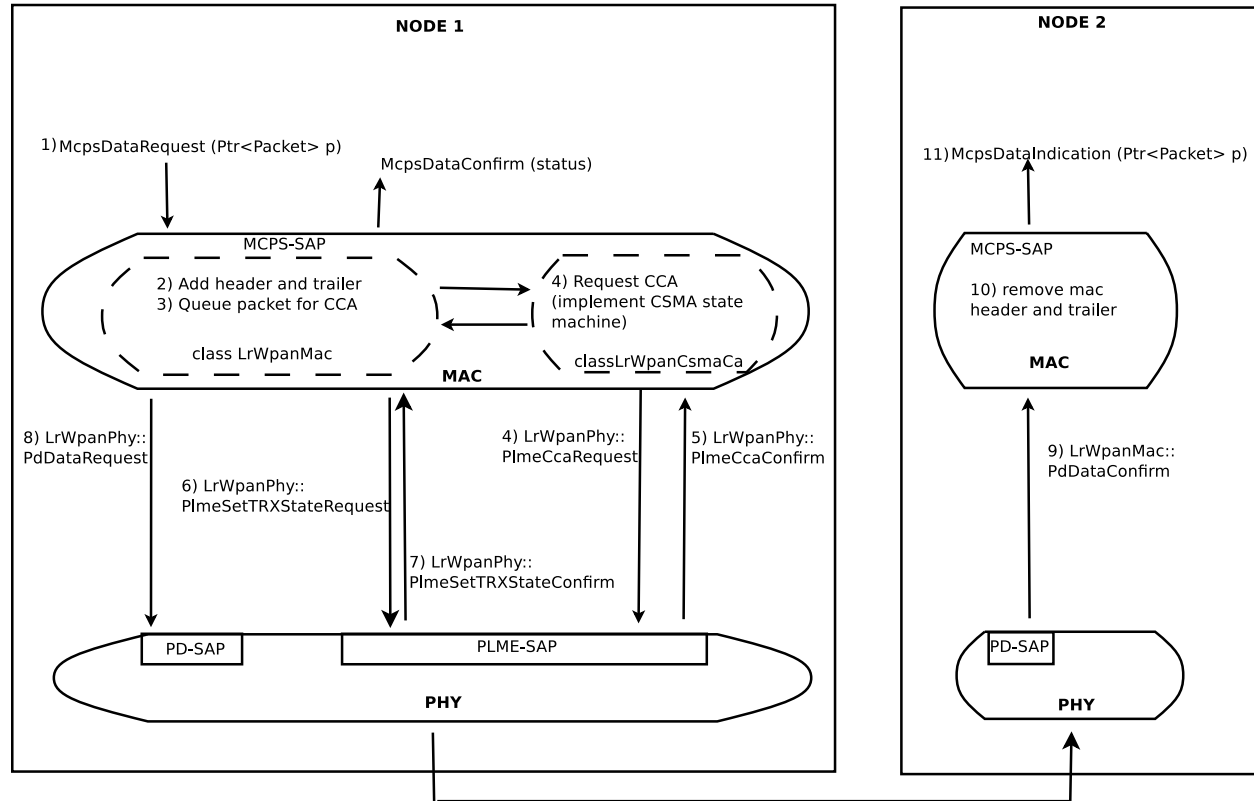 NODE 1
NODE 2
1) McpsDataRequest (Ptr<Packet> p)
McpsDataConfirm (status)
11) McpsDataIndication (Ptr<Packet> p)
MCPS-SAP
2) Add header and trailer
3) Queue packet for CCA
class LrWpanMac
4) Request CCA
(implement CSMA state
machine)
classLrWpanCsmaCa
MAC
MCPS-SAP
10) remove mac
header and trailer
MAC
8) LrWpanPhy::
PdDataRequest
6) LrWpanPhy::
PlmeSetTRXStateRequest
7) LrWpanPhy::
PlmeSetTRXStateConfirm
4) LrWpanPhy::
PlmeCcaRequest
5) LrWpanPhy::
PlmeCcaConfirm
9) LrWpanMac::
PdDataConfirm
PD-SAP
PLME-SAP
PHY
PD-SAP
PHY